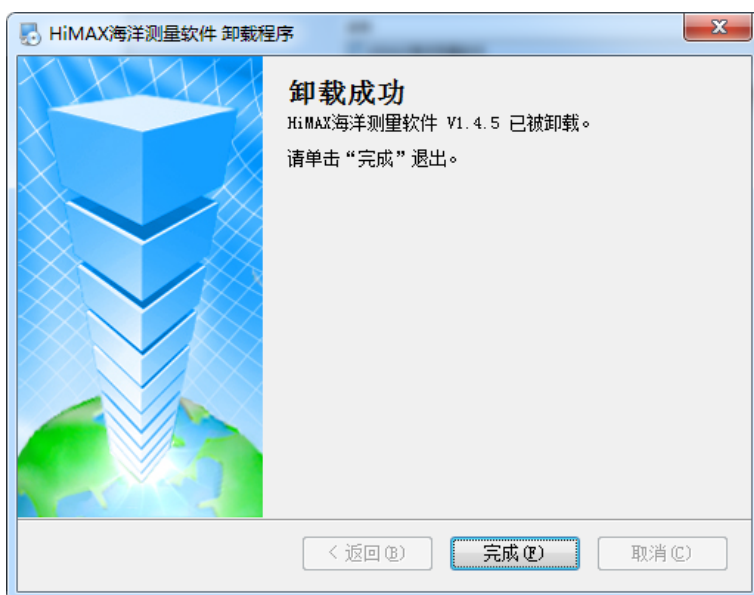 HiMAX海洋测量软件 卸载程序
卸载成功
HiMAX海洋测量软件 V1.4.5 已被卸载。
请单击“完成”退出。
< 返回(B)
完成(F)
取消(C)